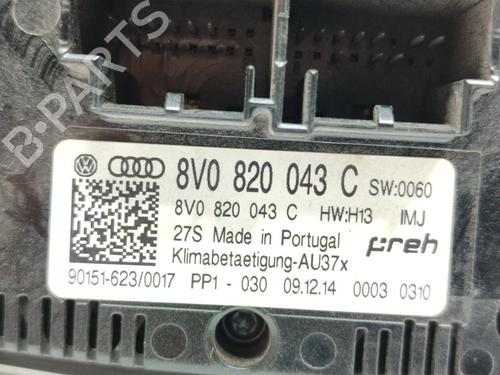 B-PARTS
8V0 820 043 C SW:0060
8V0 820 043 C HW:H13 IMJ
27S Made in Portugal preh
Klimabetaetigung-AU37x
90151-623/0017 PP1 - 030 09.12.14 0003 0310